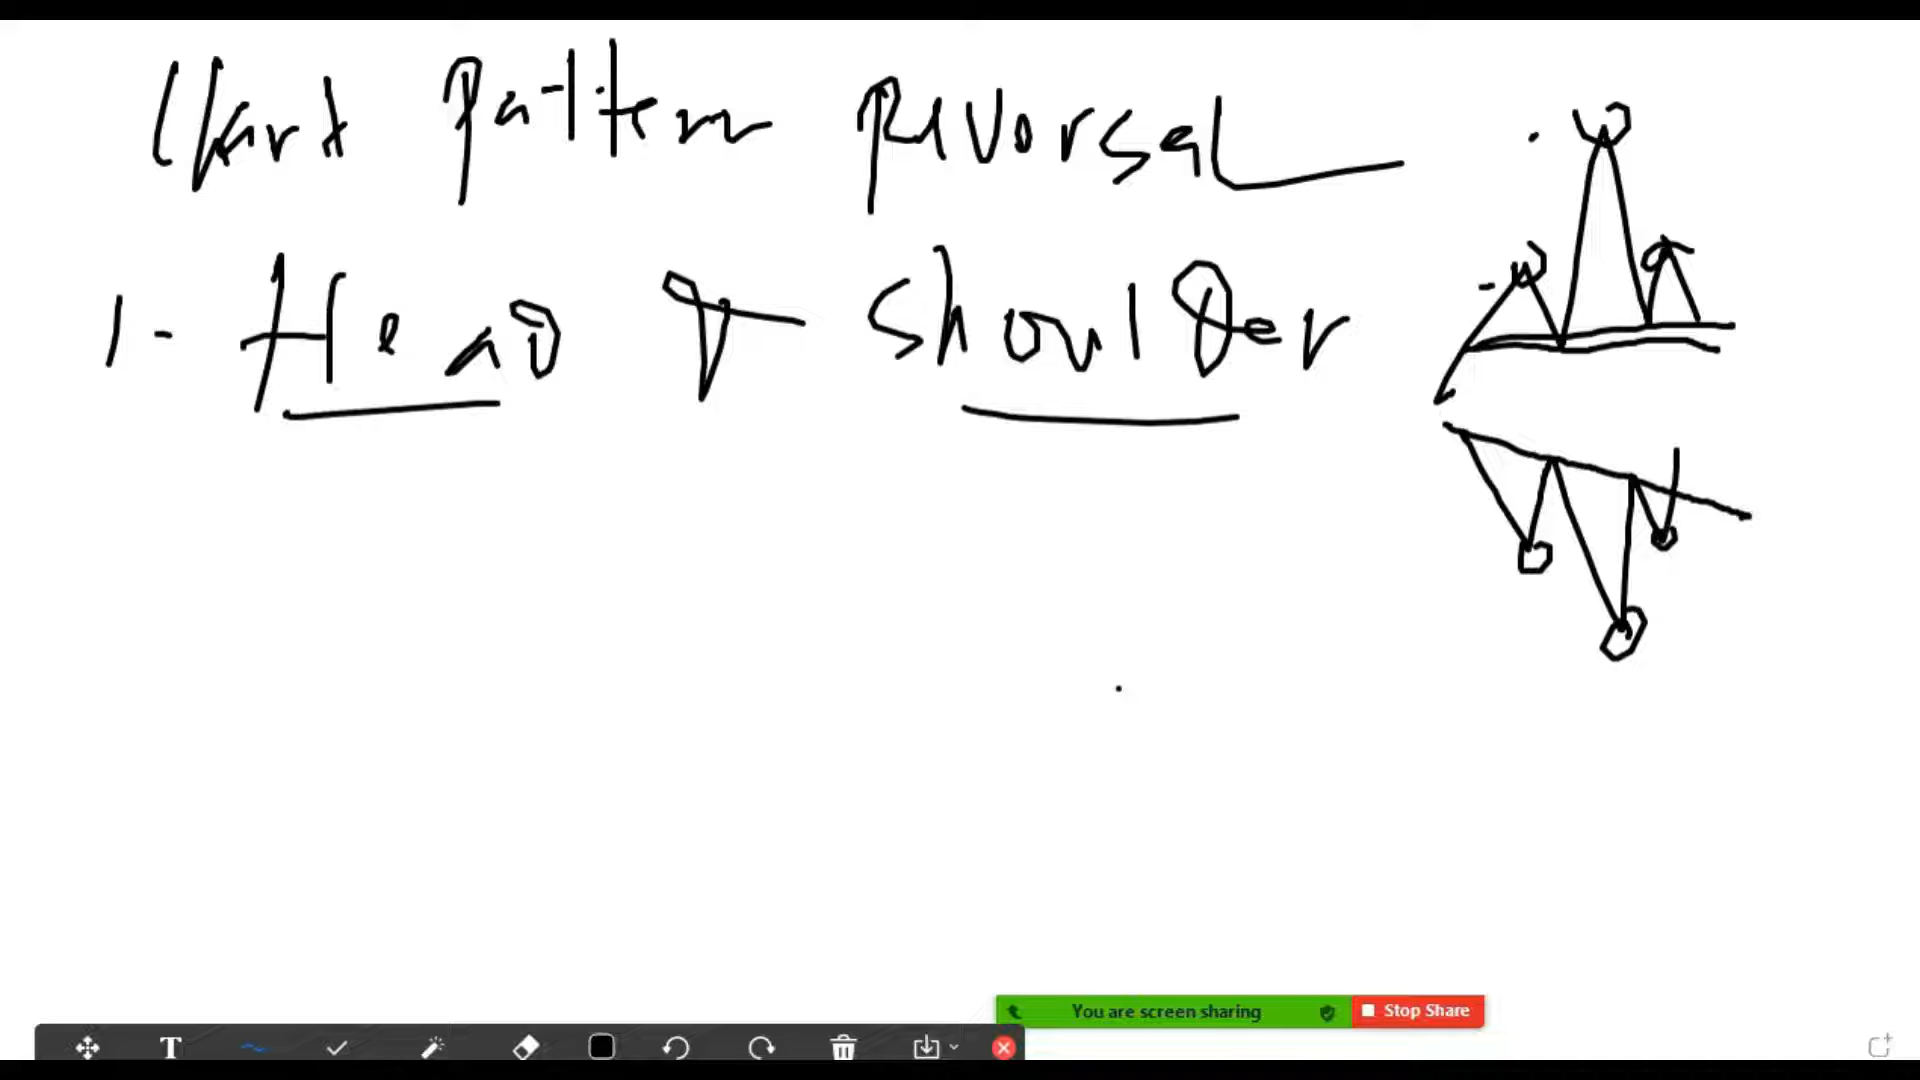 Chart Pattern Reversal
1- Head & Shoulder
You are screen sharing Stop Share
T